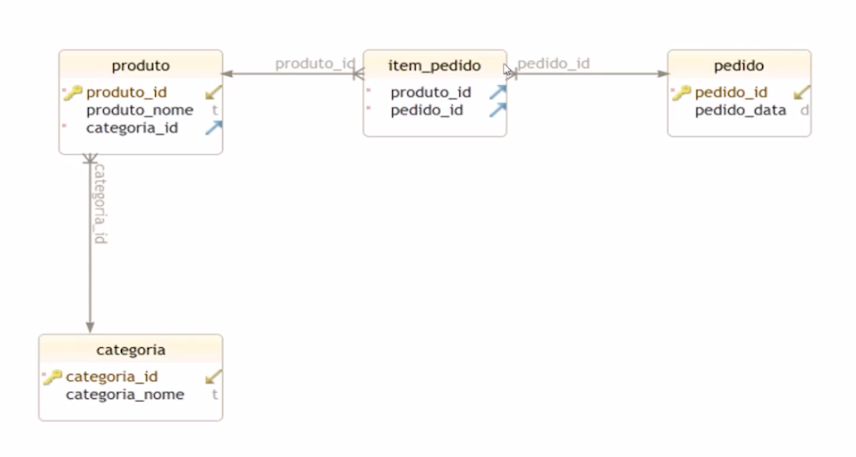 produto
produto_id
produto_nome t
categoria_id
produto_id
item_pedido
produto_id
pedido_id
pedido_id
pedido
pedido_id
pedido_data d
categoria_id
categoria
categoria_id
categoria_nome t